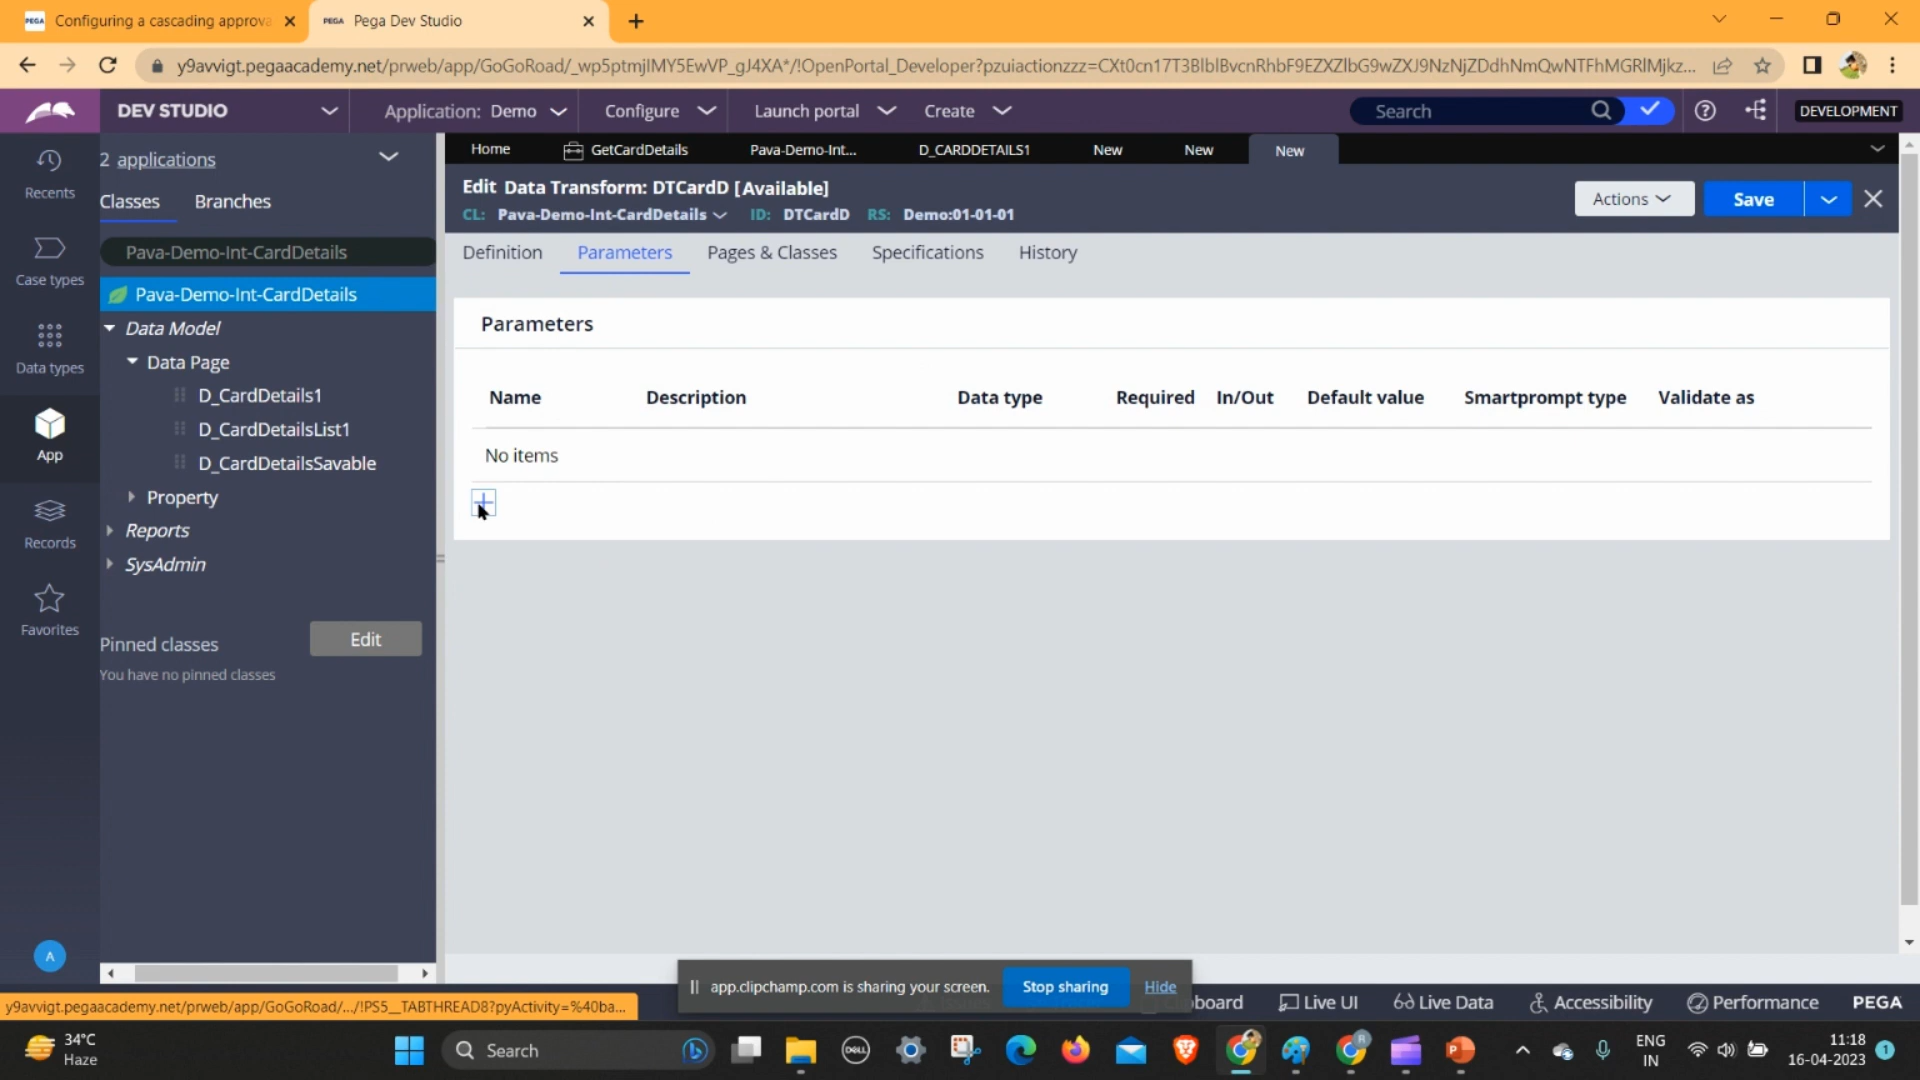 Configuring a cascading approva
PEGA Pega Dev Studio
y9avvigt.pegaacademy.net/prweb/app/GoGoRoad/_wp5ptmjIMY5EwVP_gJ4XA*/!OpenPortal_Developer?pzuiactionzzz=CXt0cn17T3BlblBvcnRhbF9EZXZlbG9wZXJ9NzNjZDdhNmQwNTFhMGRlMjkz...
DEV STUDIO Application: Demo Configure Launch portal Create Search DEVELOPMENT
Recents
Case types
Data types
App
Records
Favorites
A
2 applications
Classes Branches
Pava-Demo-Int-CardDetails
Pava-Demo-Int-CardDetails
Data Model
Data Page
D_CardDetails1
D_CardDetailsList1
D_CardDetailsSavable
Property
Reports
SysAdmin
Pinned classes Edit
You have no pinned classes
Home GetCardDetails Pava-Demo-Int... D_CARDDETAILS1 New New New
Edit Data Transform: DTCardD [Available]
CL: Pava-Demo-Int-CardDetails ID: DTCardD RS: Demo:01-01-01
Actions Save
Definition Parameters Pages & Classes Specifications History
Parameters
Name Description Data type Required In/Out Default value Smartprompt type Validate as
No items
app.clipchamp.com is sharing your screen. Stop sharing Hide
y9avvigt.pegaacademy.net/prweb/app/GoGoRoad/.../!PS5__TABTHREAD8?pyActivity=%40ba...
board Live UI Live Data Accessibility Performance PEGA
34°C
Haze
Search
DELL
ENG
IN
11:18
16-04-2023
1